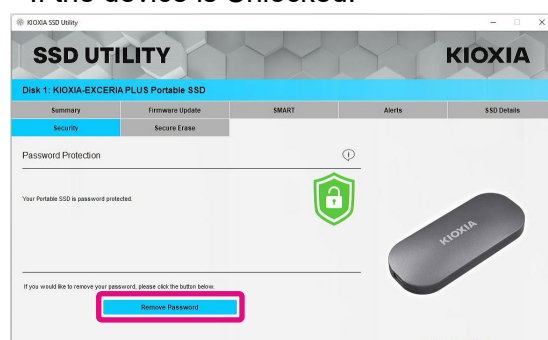 If the device is Unlocked:
KIOXIA SSD Utility
SSD UTILITY
KIOXIA
Disk 1: KIOXIA-EXCERIA PLUS Portable SSD
Summary Firmware Update SMART Alerts SSD Details
Security Secure Erase
Password Protection
i
Your Portable SSD is password protected.
KIOXIA
If you would like to remove your password, please click the button below.
Remove Password